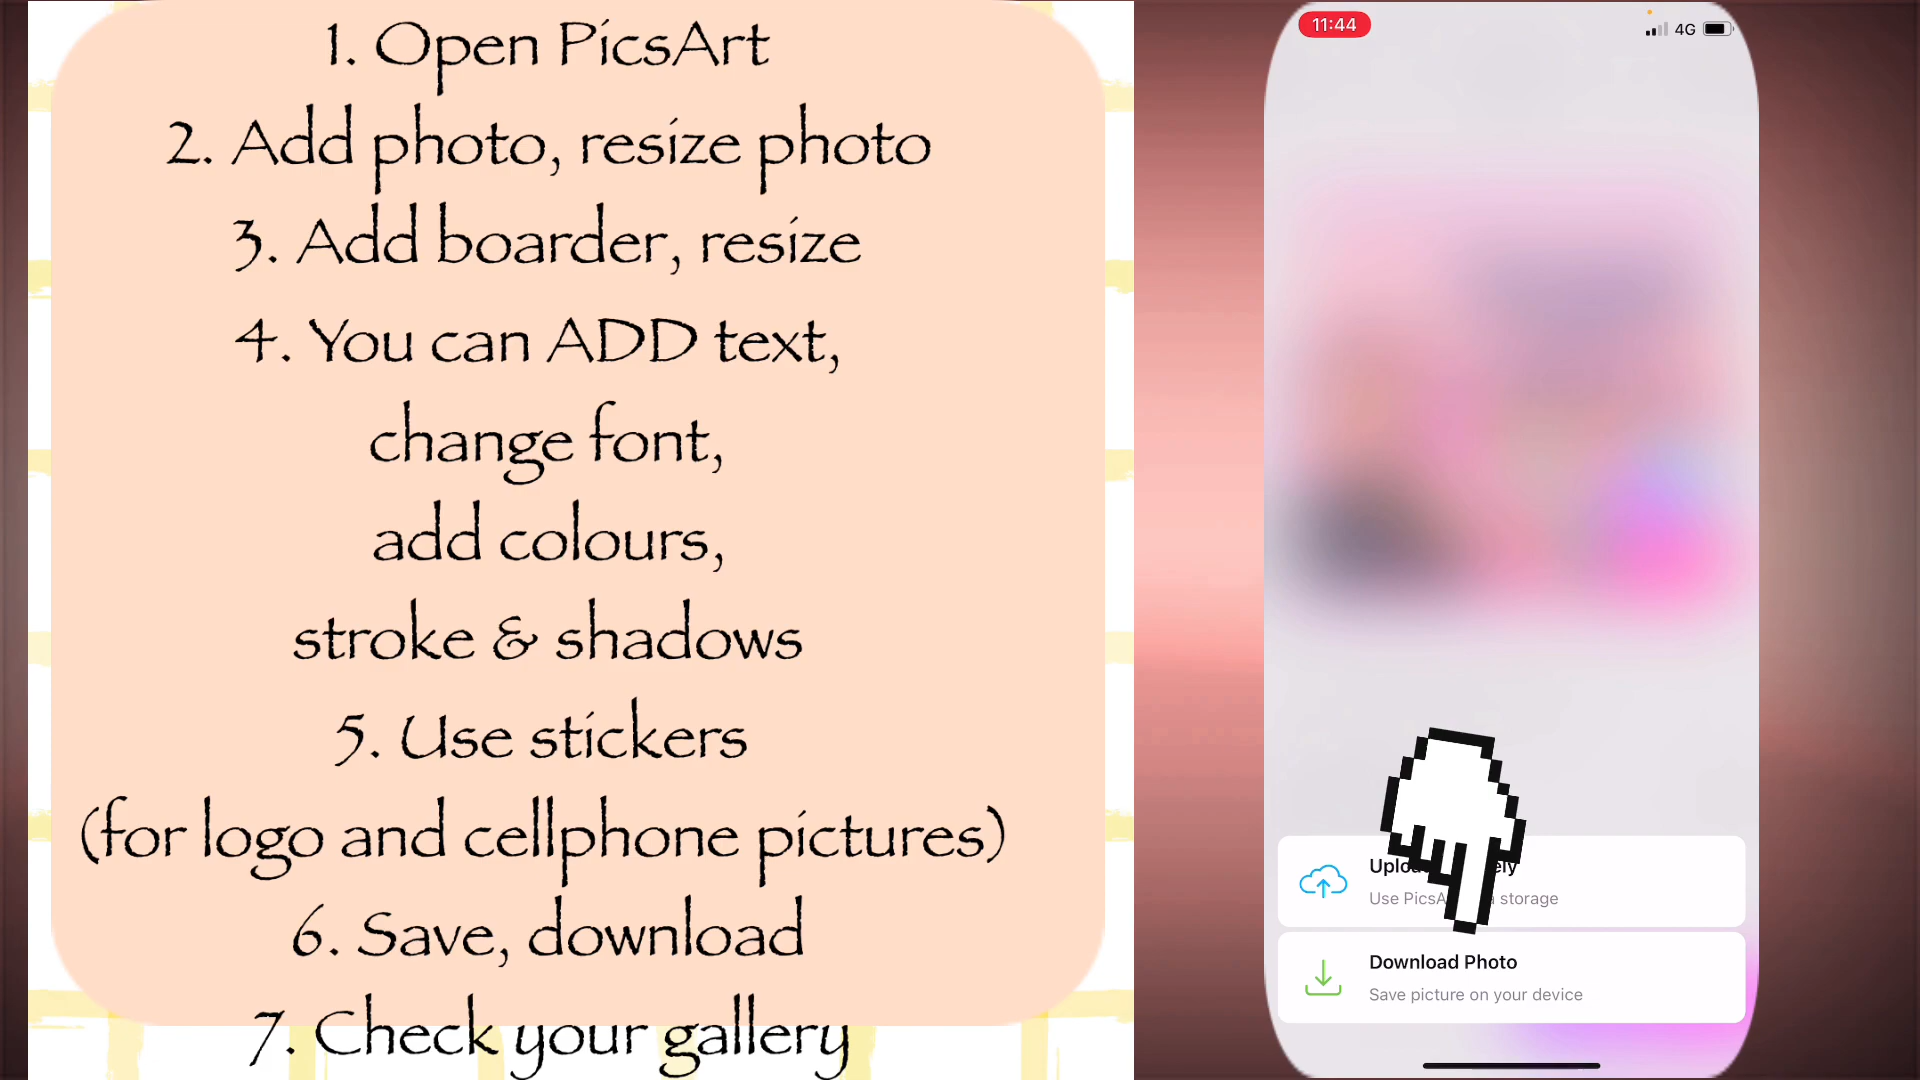 1. Open PicsArt
2. Add photo, resize photo
3. Add boarder, resize
4. You can ADD text,
change font,
add colours,
stroke & shadows
5. Use stickers
(for logo and cellphone pictures)
6. Save, download
7. Check your gallery
11:44
4G
Use storage
Download Photo
Save picture on your device